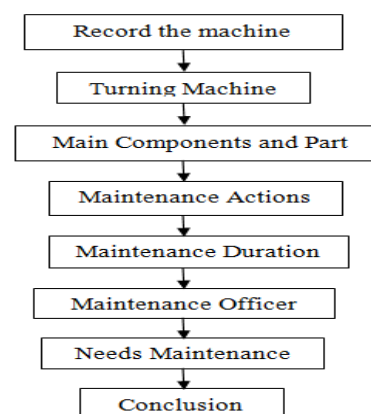 Record the machine
Turning Machine
Main Components and Part
Maintenance Actions
Maintenance Duration
Maintenance Officer
Needs Maintenance
Conclusion